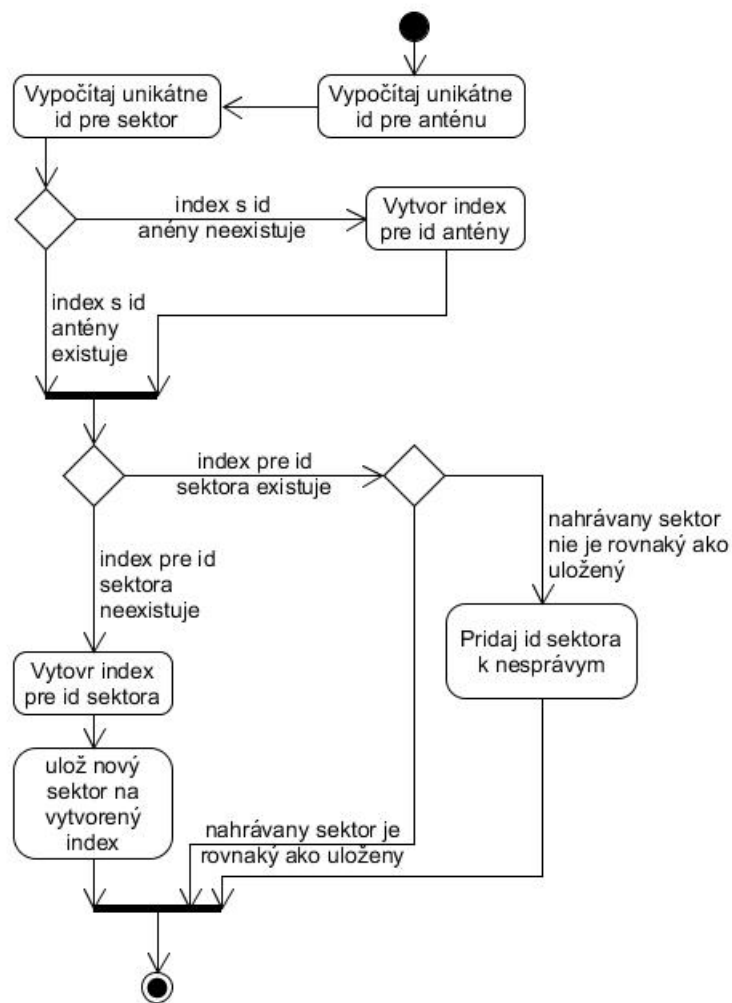 Vypočítaj unikátne
id pre anténu
Vypočítaj unikátne
id pre sektor
index s id
anény neexistuje
Vytvor index
pre id antény
index s id
antény
existuje
index pre id
sektora existuje
nahrávany sektor
nie je rovnaký ako
uložený
index pre id
sektora
neexistuje
Pridaj id sektora
k nesprávym
Vytovr index
pre id sektora
ulož nový
sektor na
vytvorený
index
nahrávany sektor je
rovnaký ako uloženy